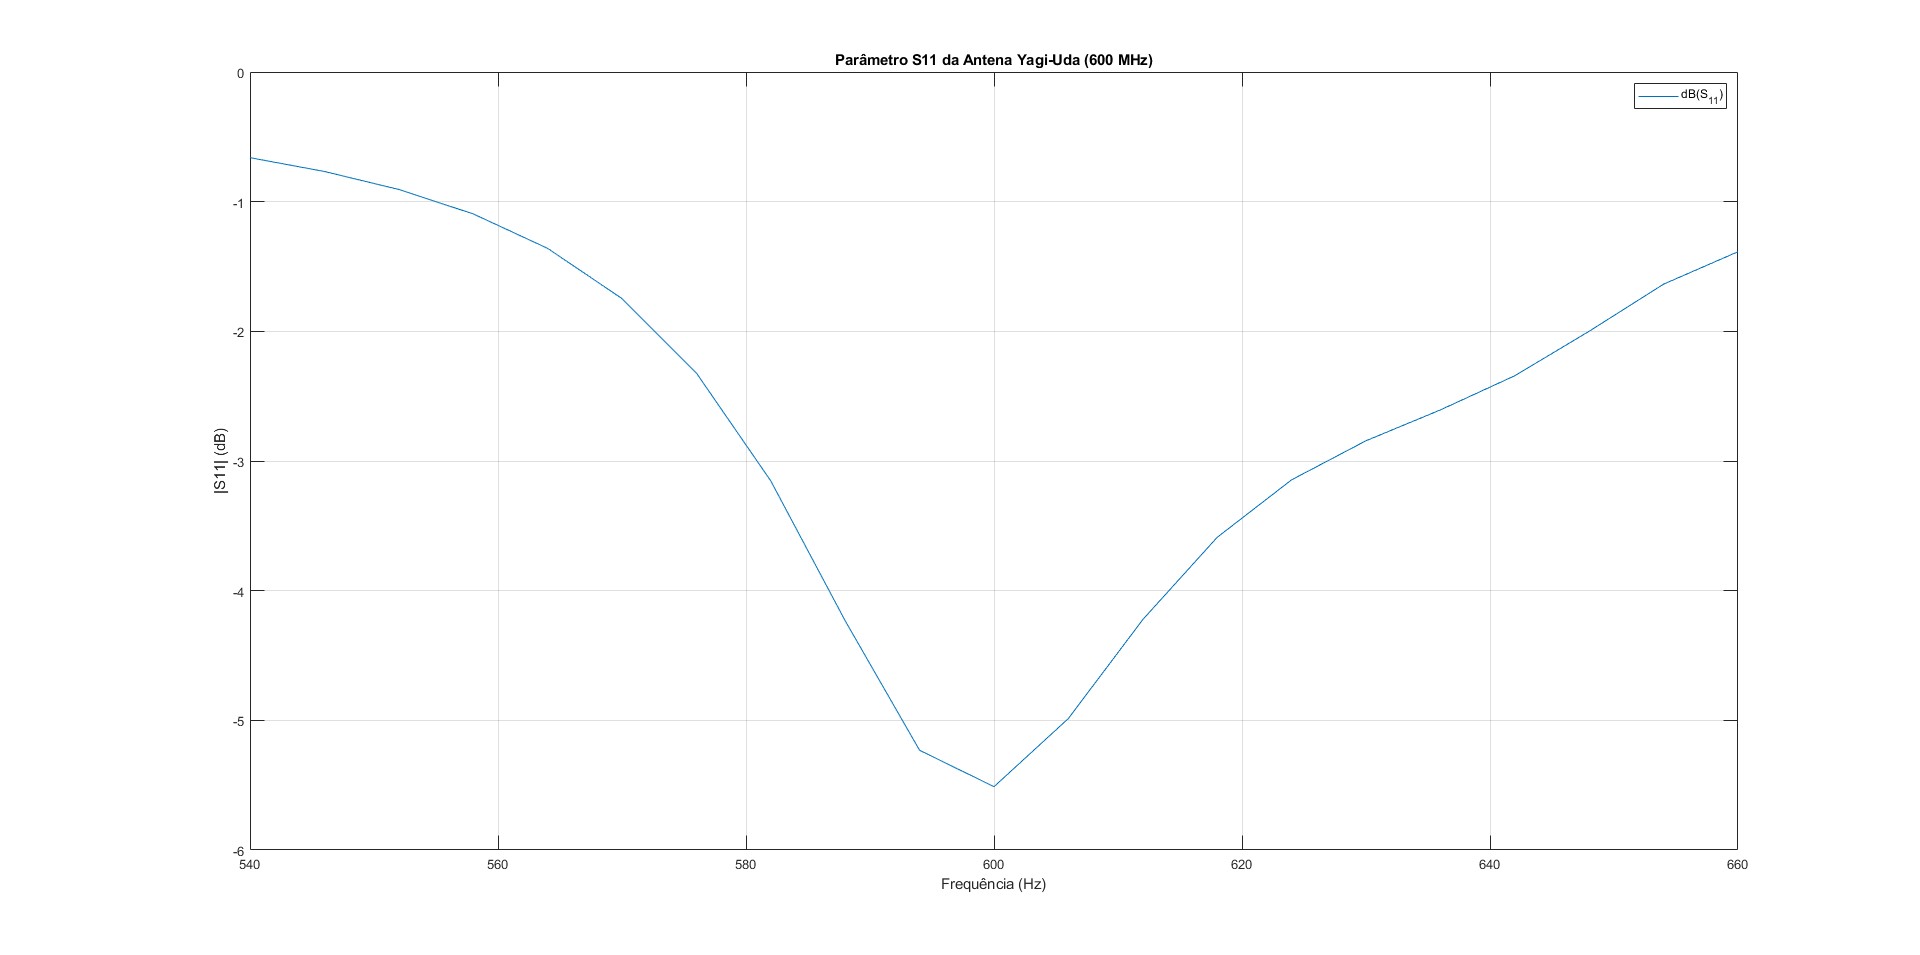 Parâmetro S11 da Antena Yagi-Uda (600 MHz)
dB(S11)
0
-1
-2
-3
-4
-5
-6
|S11| (dB)
540 560 580 600 620 640 660
Frequência (Hz)